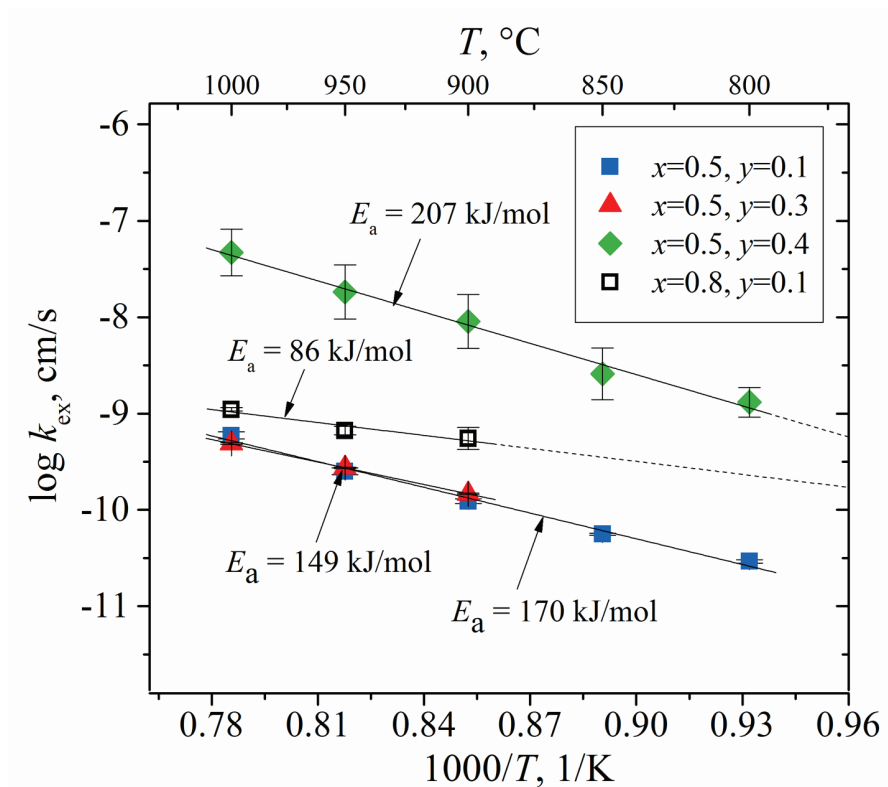 T, °C
1000 950 900 850 800
-6
-7
-8
-9
-10
-11
log kex, cm/s
x=0.5, y=0.1
x=0.5, y=0.3
x=0.5, y=0.4
x=0.8, y=0.1
Ea = 207 kJ/mol
Ea = 86 kJ/mol
Ea = 149 kJ/mol
Ea = 170 kJ/mol
0.78 0.81 0.84 0.87 0.90 0.93 0.96
1000/T, 1/K